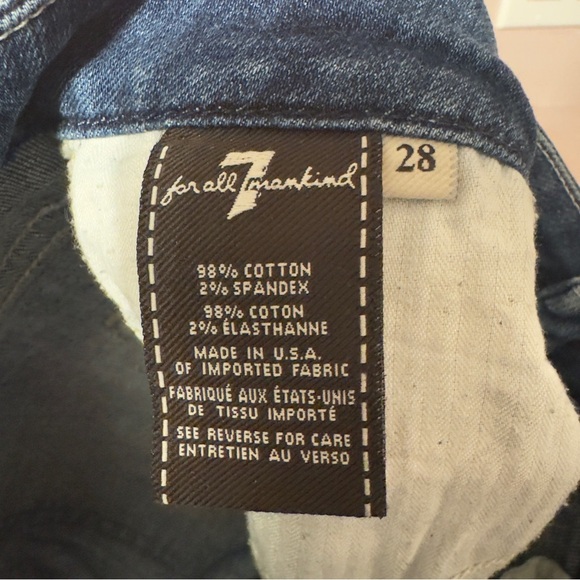 for all 7 mankind
28
98% COTTON
2% SPANDEX
98% COTON
2% ÉLASTHANNE
MADE IN U.S.A.
OF IMPORTED FABRIC
FABRIQUÉ AUX ÉTATS-UNIS
DE TISSU IMPORTÉ
SEE REVERSE FOR CARE
ENTRETIEN AU VERSO